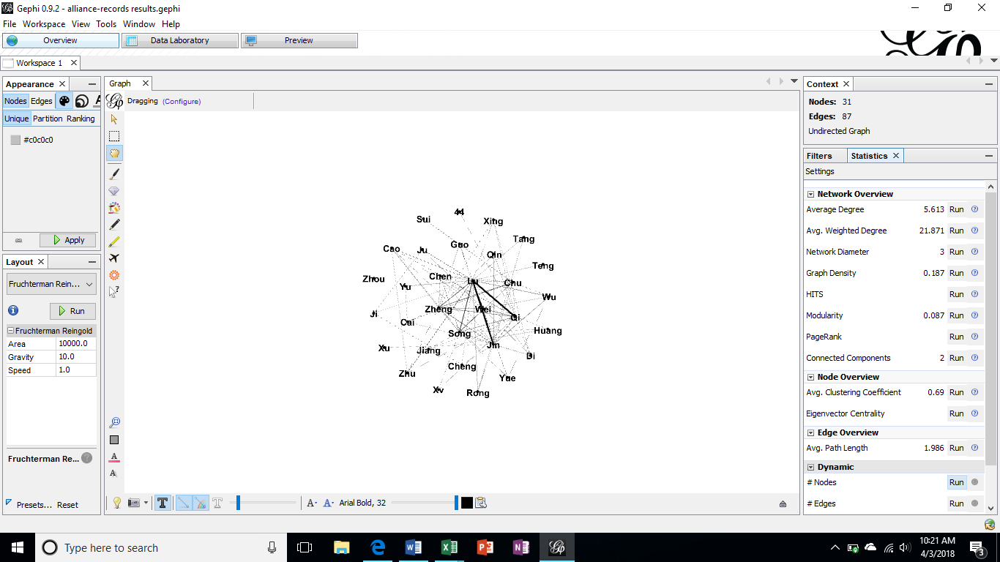 Gephi 0.9.2 - alliance-records results.gephi
File Workspace View Tools Window Help
Overview Data Laboratory Preview
Workspace 1
Appearance
Nodes Edges
Unique Partition Ranking
#c0c0c0
Apply
Layout
Fruchterman Rein...
Run
Fruchterman Reingold
Area 10000.0
Gravity 10.0
Speed 1.0
Fruchterman Re...
Presets... Reset
Graph
Dragging (Configure)
44
Sui
Xing
Tang
Guo
Cao
Ju
Qin
Teng
Zhou
Chen
Lu
Chu
Yu
Wu
Zheng
Wei
Ji
Qi
Cai
Song
Huang
Jin
Xu
Jiang
Di
Cheng
Zhu
Yue
Xv
Rong
Arial Bold, 32
Context
Nodes: 31
Edges: 87
Undirected Graph
Filters Statistics
Settings
Network Overview
Average Degree 5.613 Run
Avg. Weighted Degree 21.871 Run
Network Diameter 3 Run
Graph Density 0.187 Run
HITS Run
Modularity 0.087 Run
PageRank Run
Connected Components 2 Run
Node Overview
Avg. Clustering Coefficient 0.69 Run
Eigenvector Centrality Run
Edge Overview
Avg. Path Length 1.986 Run
Dynamic
# Nodes Run
# Edges Run
Type here to search
10:21 AM
4/3/2018
3